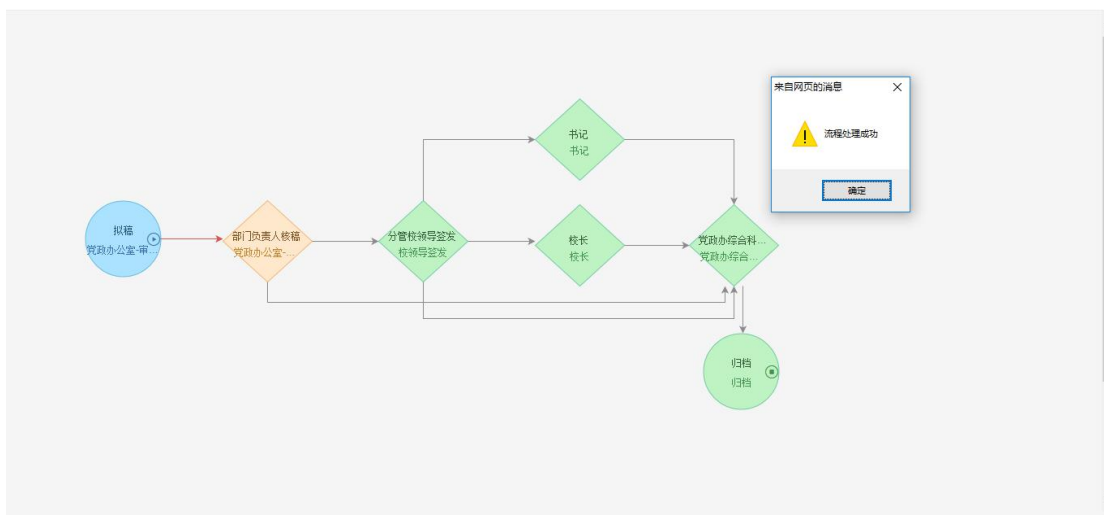 来自网页的消息
流程处理成功
确定
书记
书记
拟稿
党政办公室-审...
部门负责人核稿
党政办公室-...
分管校领导签发
校领导签发
校长
校长
党政办综合科...
党政办综合...
归档
归档